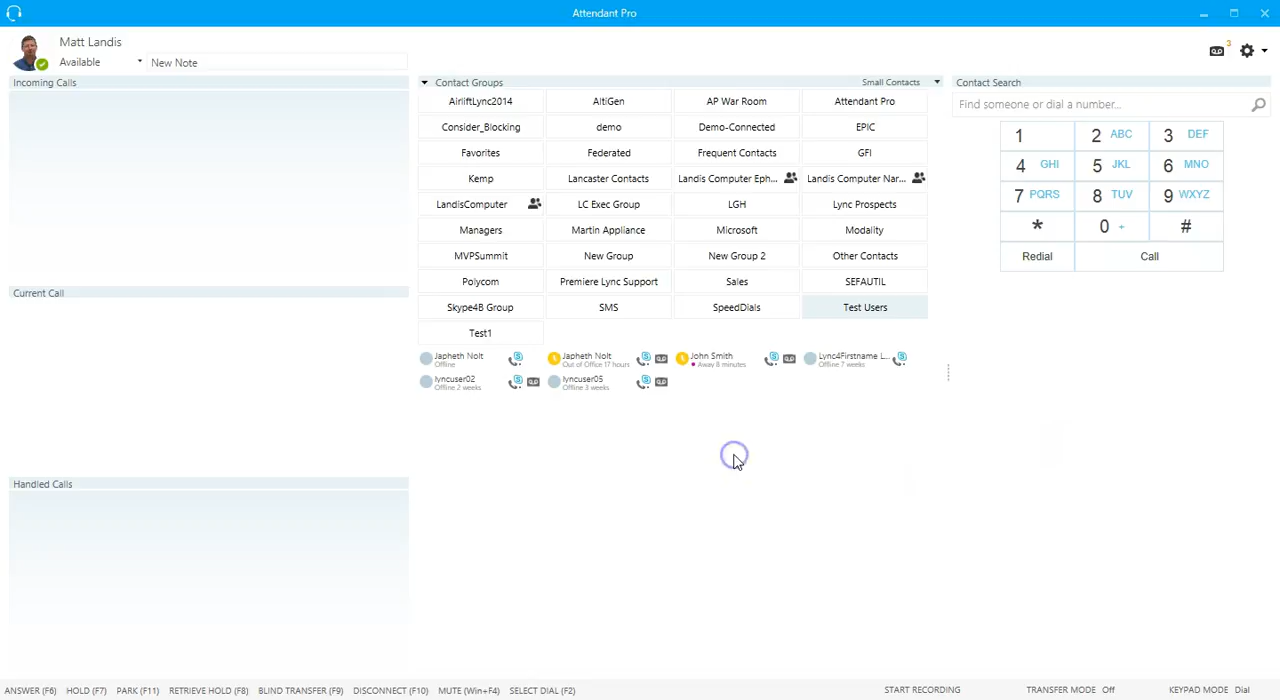 Attendant Pro
Matt Landis
Available
New Note
3
Incoming Calls
Current Call
Handled Calls
Contact Groups
Small Contacts
AirliftLync2014 AltiGen AP War Room Attendant Pro
Consider_Blocking demo Demo-Connected EPIC
Favorites Federated Frequent Contacts GFI
Kemp Lancaster Contacts Landis Computer Eph... Landis Computer Nar...
LandisComputer LC Exec Group LGH Lync Prospects
Managers Martin Appliance Microsoft Modality
MVPSummit New Group New Group 2 Other Contacts
Polycom Premiere Lync Support Sales SEFAUTIL
Skype4B Group SMS SpeedDials Test Users
Test1
Japheth Nolt Japheth Nolt John Smith Lync4Firstname L...
Offline Out of Office 17 hours Away 8 minutes Offline 7 weeks
lyncuser02 lyncuser05
Offline 2 weeks Offline 3 weeks
Contact Search
Find someone or dial a number...
1 2 ABC 3 DEF
4 GHI 5 JKL 6 MNO
7 PQRS 8 TUV 9 WXYZ
* 0 + #
Redial Call
ANSWER (F6) HOLD (F7) PARK (F11) RETRIEVE HOLD (F8) BLIND TRANSFER (F9) DISCONNECT (F10) MUTE (Win+F4) SELECT DIAL (F2) START RECORDING TRANSFER MODE Off KEYPAD MODE Dial